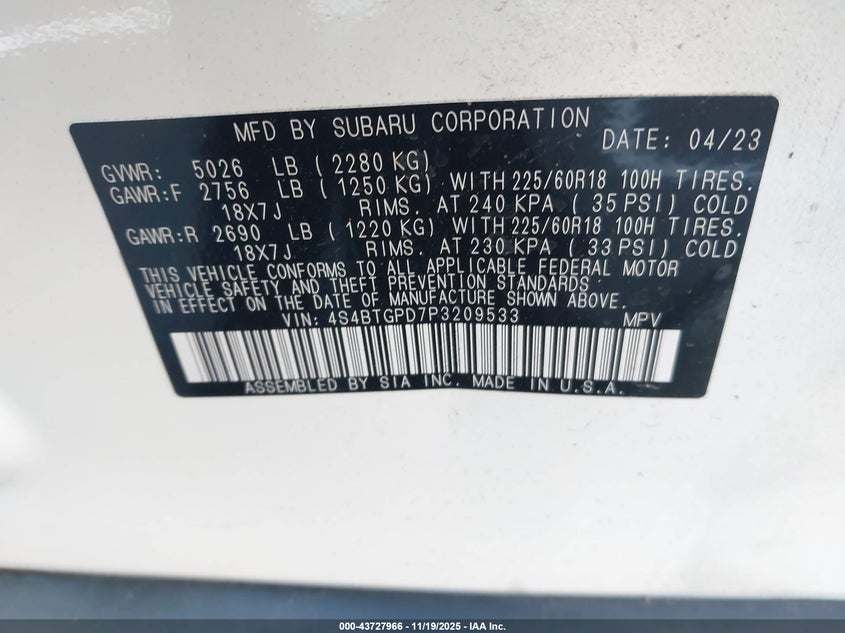 MFD BY SUBARU CORPORATION DATE: 04/23
GVWR: 5026 LB ( 2280 KG)
GAWR:F 2756 LB ( 1250 KG) WITH 225/60R18 100H TIRES.
18X7J RIMS. AT 240 KPA ( 35 PSI) COLD
GAWR:R 2690 LB ( 1220 KG) WITH 225/60R18 100H TIRES.
18X7J RIMS. AT 230 KPA ( 33 PSI) COLD
THIS VEHICLE CONFORMS TO ALL APPLICABLE FEDERAL MOTOR
VEHICLE SAFETY AND THEFT PREVENTION STANDARDS
IN EFFECT ON THE DATE OF MANUFACTURE SHOWN ABOVE.
VIN: 4S4BTGPD7P3209533 MPV
ASSEMBLED BY SIA INC. MADE IN U.S.A.
000-43727966 - 11/19/2025 - IAA Inc.